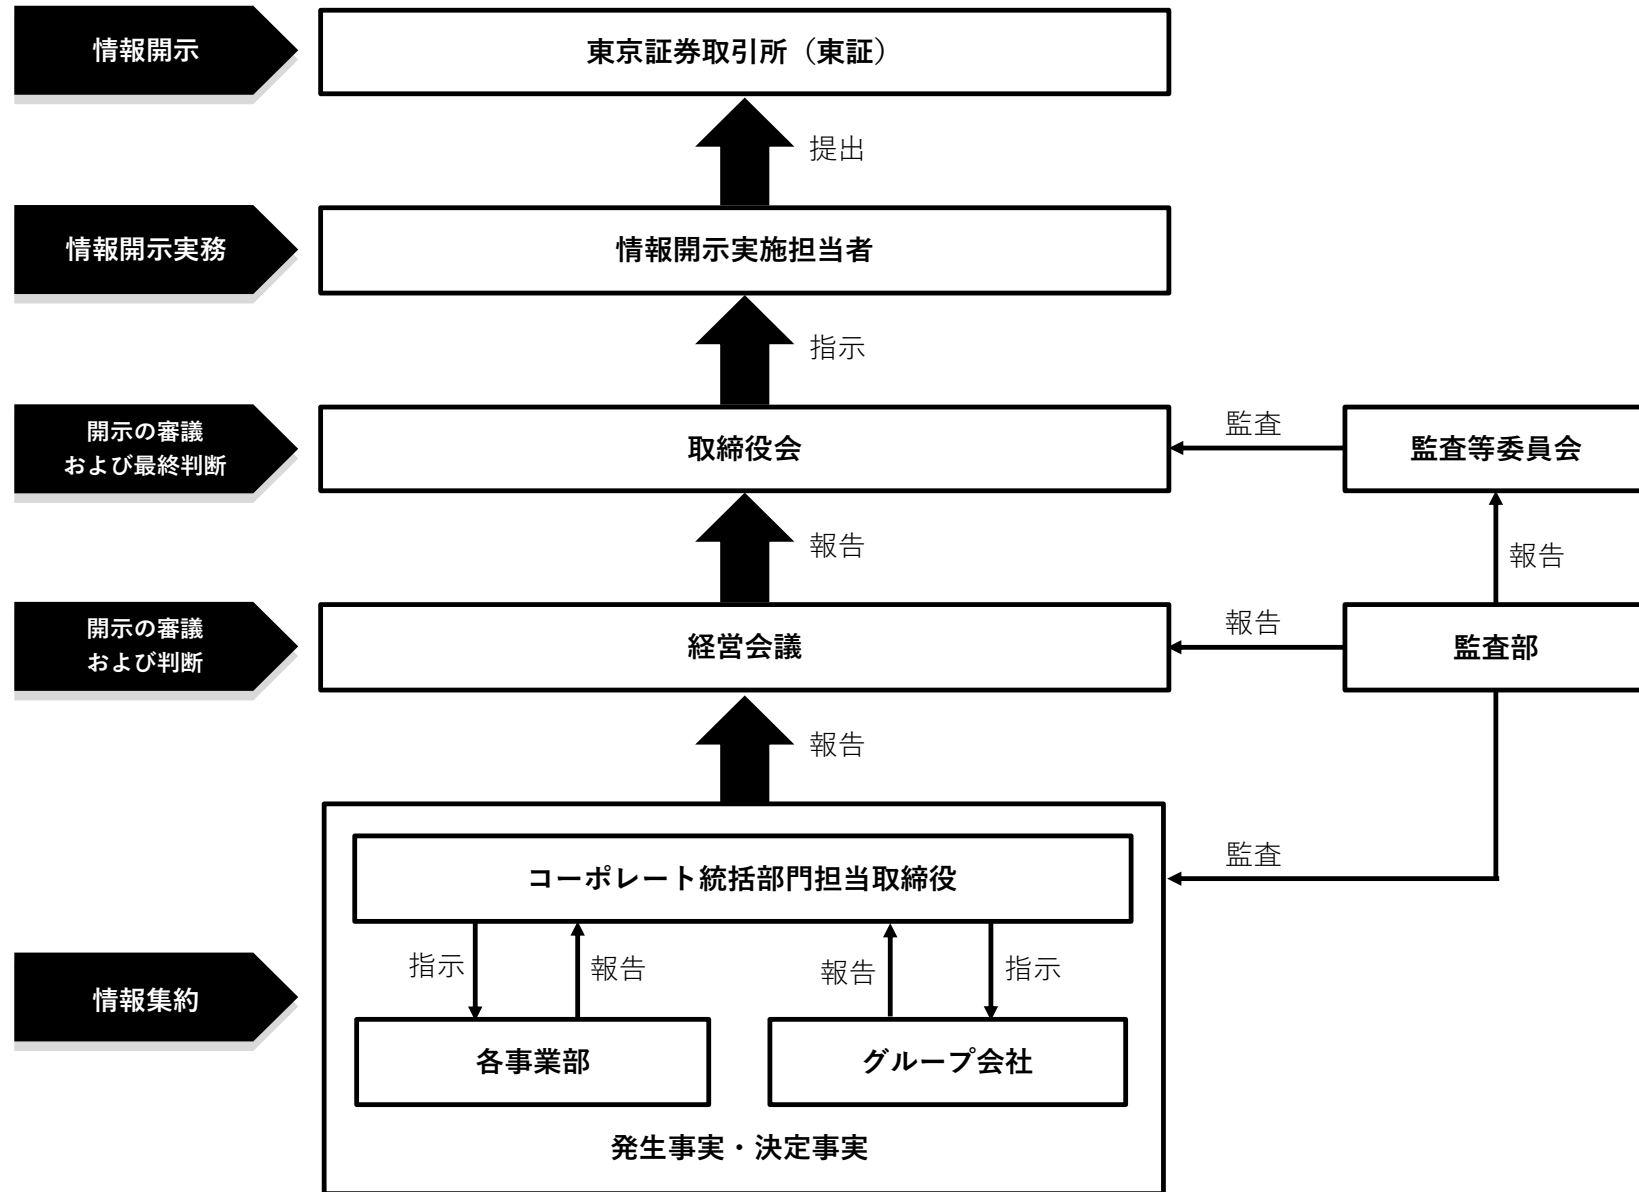 情報開示
東京証券取引所（東証）
提出
情報開示実務
情報開示実施担当者
指示
開示の審議
および最終判断
取締役会
監査
監査等委員会
報告
報告
開示の審議
および判断
経営会議
報告
監査部
報告
コーポレート統括部門担当取締役
監査
指示
報告
報告
指示
情報集約
各事業部
グループ会社
発生事実・決定事実